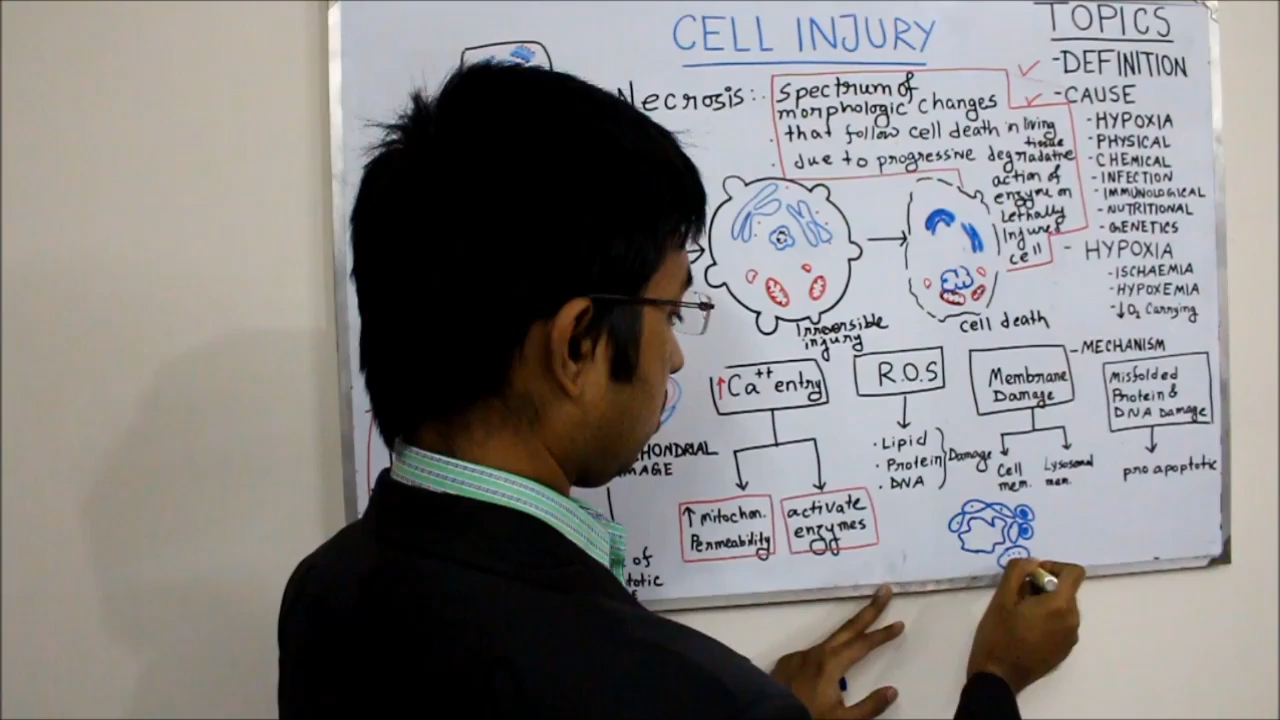 CELL INJURY
Necrosis:
Spectrum of
morphologic changes
that follow cell death in living
tissue
due to progressive degradative
action of
enzyme on
Lethally
Injured
cell
Irreversible
injury
cell death
↑Ca++ entry
↑ mitochon.
Permeability
activate
enzymes
R.O.S
· Lipid
· Protein
· DNA
Damage
Membrane
Damage
Cell
mem.
Lysosomal
mem.
Misfolded
Protein &
DNA Damage
pro apoptotic
of
TOPICS
-DEFINITION
-CAUSE
-HYPOXIA
-PHYSICAL
-CHEMICAL
-INFECTION
-IMMUNOLOGICAL
-NUTRITIONAL
-GENETICS
- HYPOXIA
-ISCHAEMIA
-HYPOXEMIA
-↓O2 Carrying
-MECHANISM